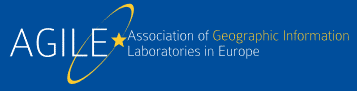 AGILE
Association of Geographic Information
Laboratories in Europe